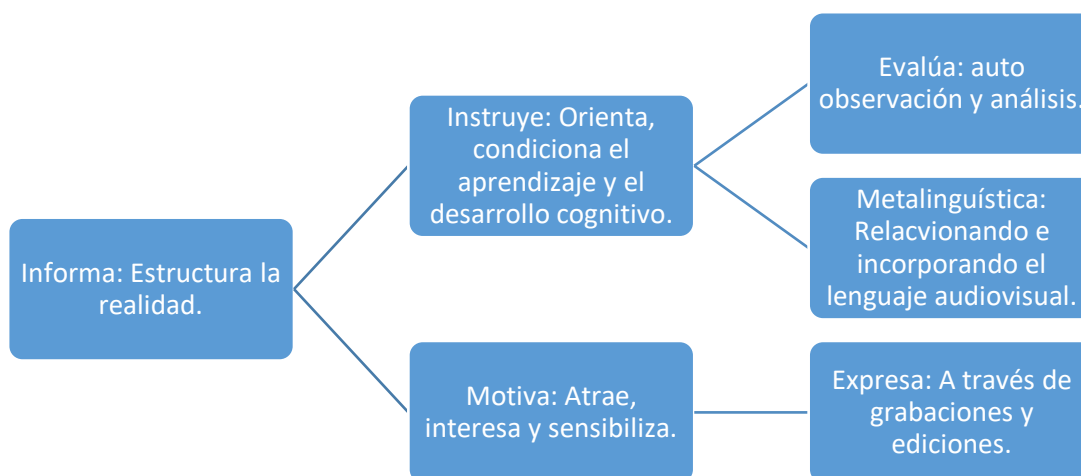 Informa: Estructura la
realidad.
Instruye: Orienta,
condiciona el
aprendizaje y el
desarrollo cognitivo.
Motiva: Atrae,
interesa y sensibiliza.
Evalúa: auto
observación y análisis.
Metalinguística:
Relacvionando e
incorporando el
lenguaje audiovisual.
Expresa: A través de
grabaciones y
ediciones.